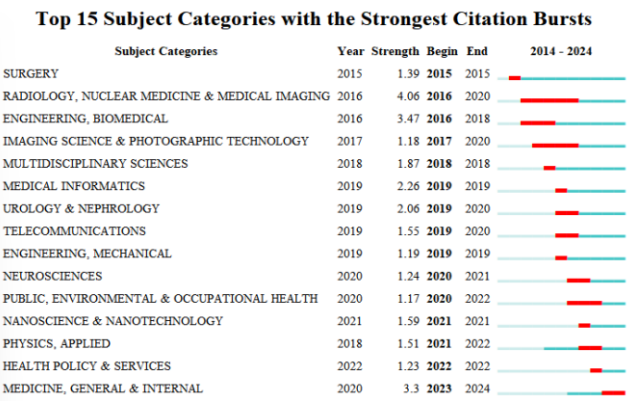 Top 15 Subject Categories with the Strongest Citation Bursts
Subject Categories Year Strength Begin End 2014 - 2024
SURGERY 2015 1.39 2015 2015
RADIOLOGY, NUCLEAR MEDICINE & MEDICAL IMAGING 2016 4.06 2016 2020
ENGINEERING, BIOMEDICAL 2016 3.47 2016 2018
IMAGING SCIENCE & PHOTOGRAPHIC TECHNOLOGY 2017 1.18 2017 2020
MULTIDISCIPLINARY SCIENCES 2018 1.87 2018 2018
MEDICAL INFORMATICS 2019 2.26 2019 2019
UROLOGY & NEPHROLOGY 2019 2.06 2019 2020
TELECOMMUNICATIONS 2019 1.55 2019 2020
ENGINEERING, MECHANICAL 2019 1.19 2019 2019
NEUROSCIENCES 2020 1.24 2020 2021
PUBLIC, ENVIRONMENTAL & OCCUPATIONAL HEALTH 2020 1.17 2020 2022
NANOSCIENCE & NANOTECHNOLOGY 2021 1.59 2021 2021
PHYSICS, APPLIED 2018 1.51 2021 2022
HEALTH POLICY & SERVICES 2022 1.23 2022 2022
MEDICINE, GENERAL & INTERNAL 2020 3.3 2023 2024